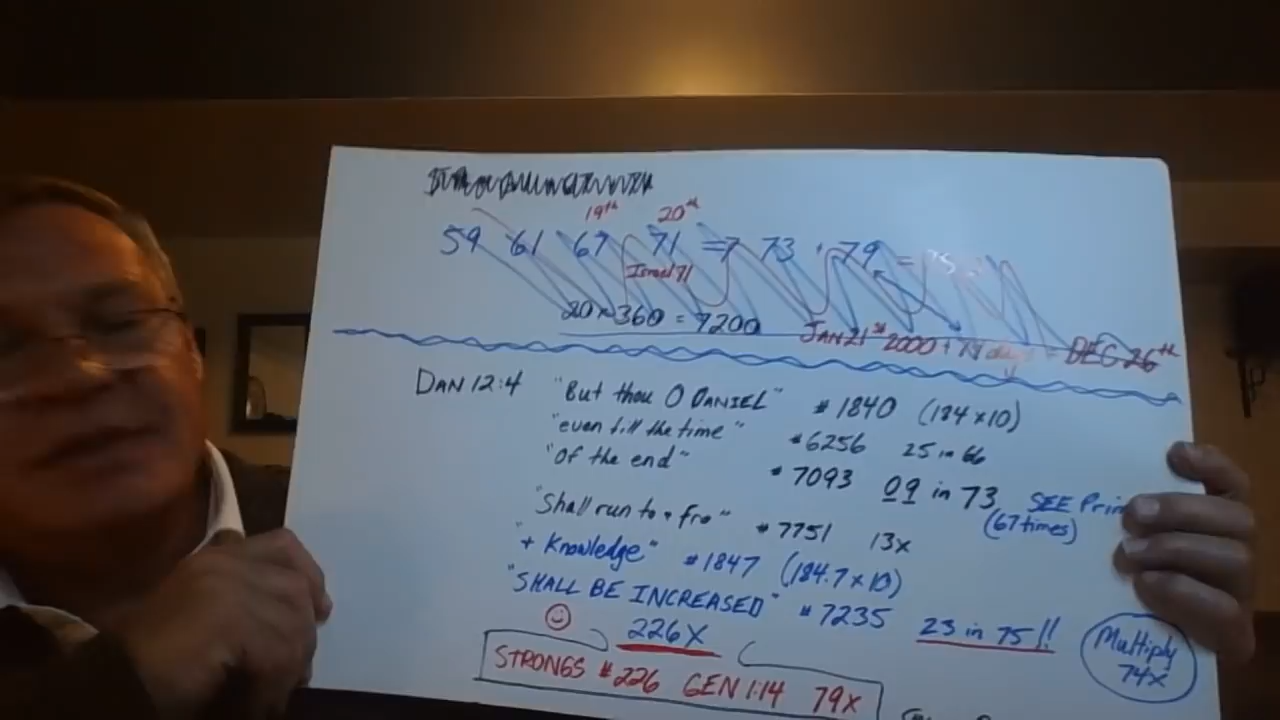 19th 20th
59 61 67 71 = 7 73 79 =
Israel 71
20 x 360 = 7200
JAN 21st 2000 + 79 days = DEC 26th
DAN 12:4 "But thou O DANIEL" #1840 (184 x 10)
"even till the time" #6256 25 in 66
"Of the end" #7093 09 in 73 SEE Prim
(67 times)
"Shall run to + fro" #7751 13x
"+ Knowledge" #1847 (184.7 x 10)
"SHALL BE INCREASED" #7235 23 in 75!!
226X
STRONGS #226 GEN 1:14 79x
Multiply
74x